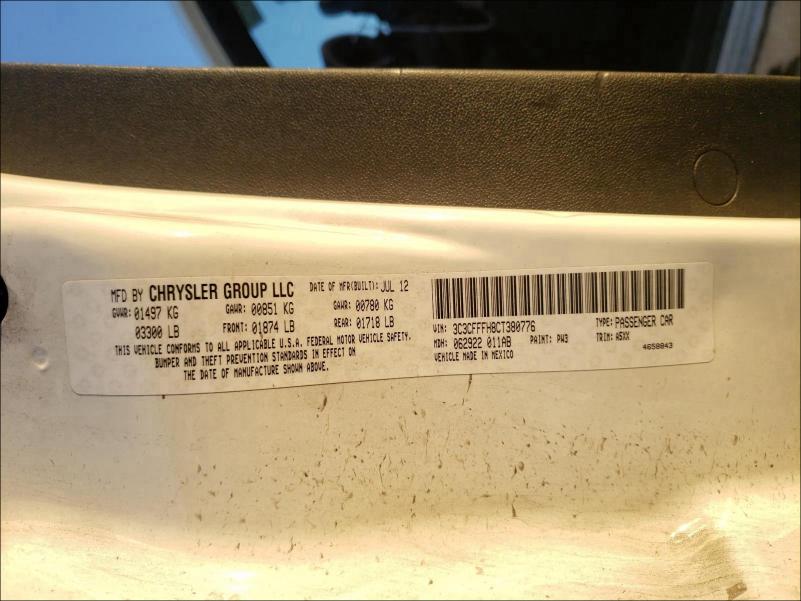 MFD BY CHRYSLER GROUP LLC DATE OF MFR(BUILT): JUL 12
GVWR: 01497 KG GAWR: 00851 KG GAWR: 00780 KG
03300 LB FRONT: 01874 LB REAR: 01718 LB
THIS VEHICLE CONFORMS TO ALL APPLICABLE U.S.A. FEDERAL MOTOR VEHICLE SAFETY,
BUMPER AND THEFT PREVENTION STANDARDS IN EFFECT ON
THE DATE OF MANUFACTURE SHOWN ABOVE.
VIN: 3C3CFFFH8CT380776 TYPE: PASSENGER CAR
MDH: 062922 011AB PAINT: PW3 TRIM: A5XX
VEHICLE MADE IN MEXICO 4658843